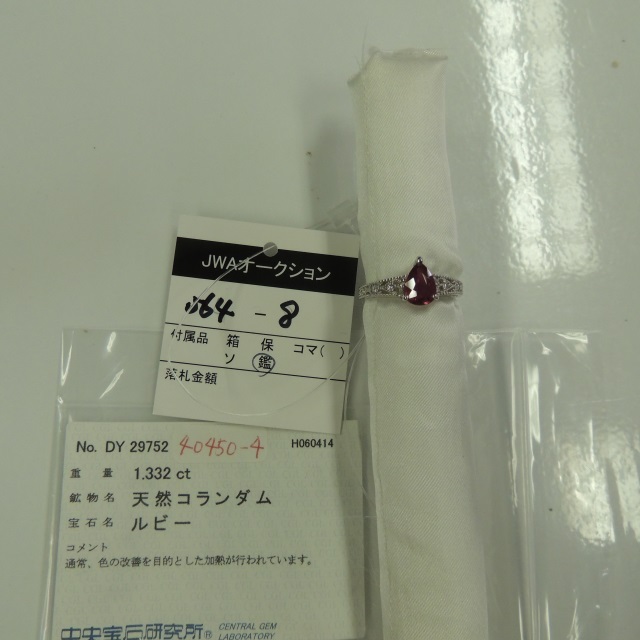 JWAオークション
1164 - 8
付属品 箱 保 コマ( )
ソ 鑑
落札金額
No. DY 29752 40450-4 H060414
重 量 1.332 ct
鉱物名 天然コランダム
宝石名 ルビー
コメント
通常、色の改善を目的とした加熱が行われています。
中央宝石研究所® CENTRAL GEM
LABORATORY